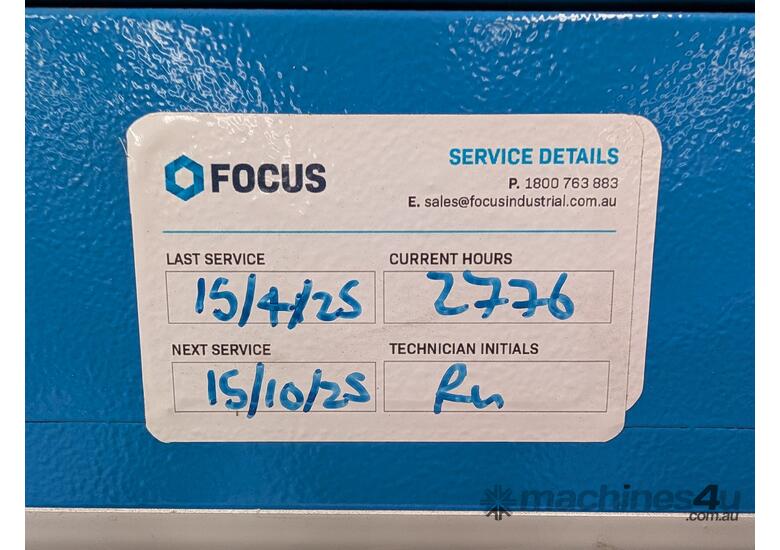 FOCUS
SERVICE DETAILS
P. 1800 763 883
E. sales@focusindustrial.com.au
LAST SERVICE
15/4/25
CURRENT HOURS
2776
NEXT SERVICE
15/10/25
TECHNICIAN INITIALS
machines4u
.com.au